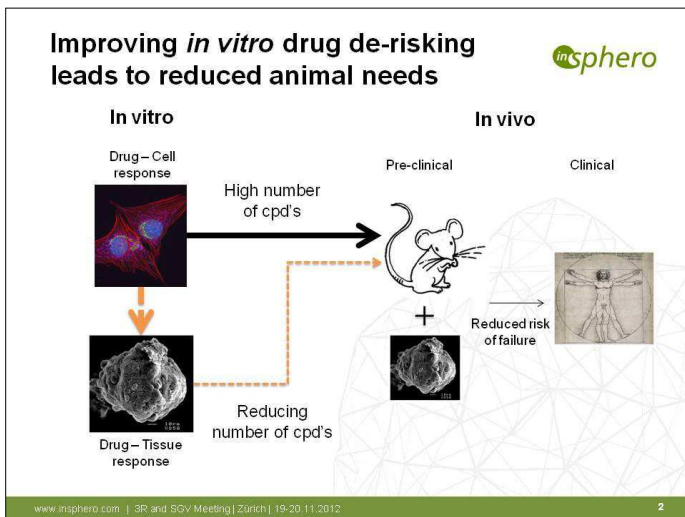 Improving in vitro drug de-risking
leads to reduced animal needs
insphero
In vitro
In vivo
Drug – Cell
response
Pre-clinical
Clinical
High number
of cpd's
+
Reduced risk
of failure
Reducing
number of cpd's
Drug – Tissue
response
www.insphero.com | 3R and SGV Meeting | Zürich | 19-20.11.2012
2